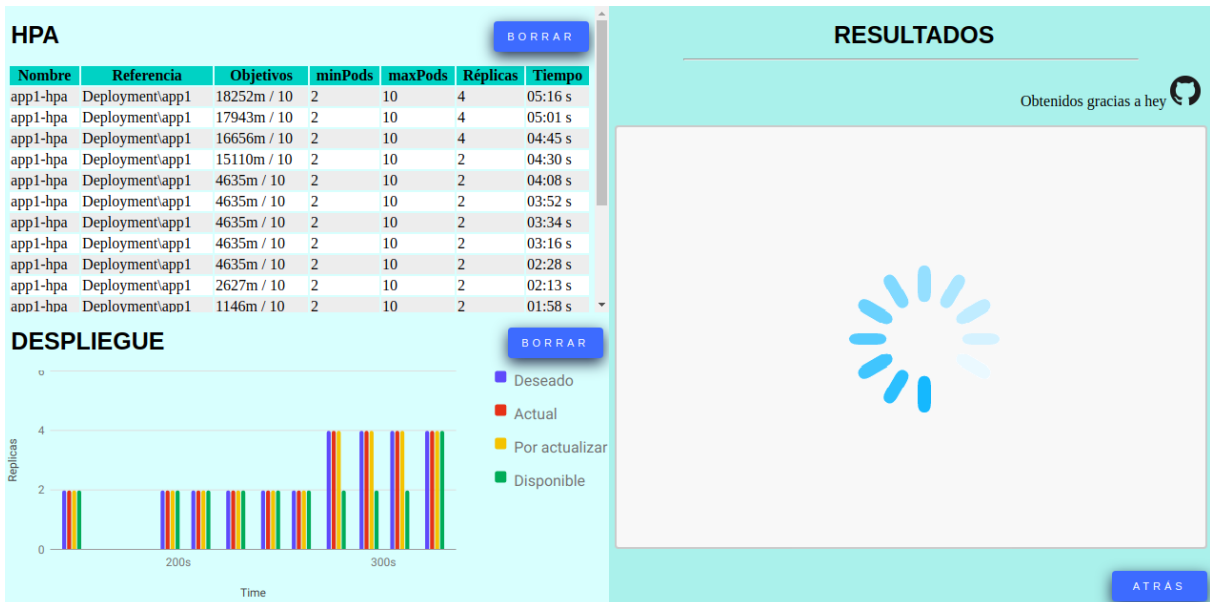 HPA
BORRAR
Nombre Referencia Objetivos minPods maxPods Réplicas Tiempo
app1-hpa Deployment\app1 18252m / 10 2 10 4 05:16 s
app1-hpa Deployment\app1 17943m / 10 2 10 4 05:01 s
app1-hpa Deployment\app1 16656m / 10 2 10 4 04:45 s
app1-hpa Deployment\app1 15110m / 10 2 10 2 04:30 s
app1-hpa Deployment\app1 4635m / 10 2 10 2 04:08 s
app1-hpa Deployment\app1 4635m / 10 2 10 2 03:52 s
app1-hpa Deployment\app1 4635m / 10 2 10 2 03:34 s
app1-hpa Deployment\app1 4635m / 10 2 10 2 03:16 s
app1-hpa Deployment\app1 4635m / 10 2 10 2 02:28 s
app1-hpa Deployment\app1 2627m / 10 2 10 2 02:13 s
app1-hpa Deployment\app1 1146m / 10 2 10 2 01:58 s
DESPLIEGUE
BORRAR
6
4
2
0
Replicas
200s 300s
Time
Deseado
Actual
Por actualizar
Disponible
RESULTADOS
Obtenidos gracias a hey
ATRÁS